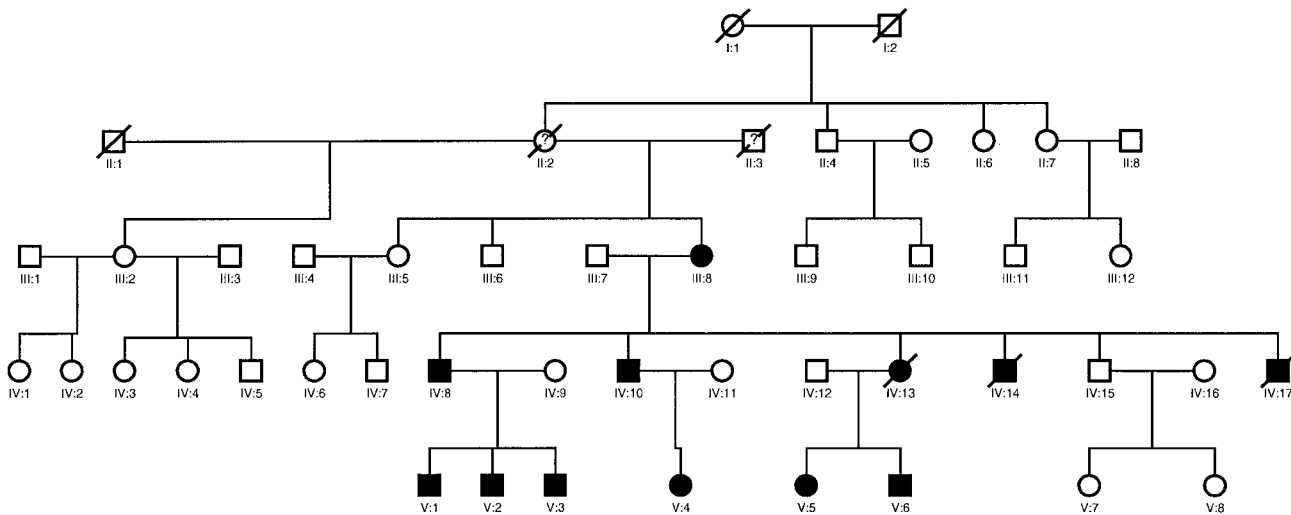 I:1 I:2
? ?
II:1 II:2 II:3 II:4 II:5 II:6 II:7 II:8
III:1 III:2 III:3 III:4 III:5 III:6 III:7 III:8 III:9 III:10 III:11 III:12
IV:1 IV:2 IV:3 IV:4 IV:5 IV:6 IV:7 IV:8 IV:9 IV:10 IV:11 IV:12 IV:13 IV:14 IV:15 IV:16 IV:17
V:1 V:2 V:3 V:4 V:5 V:6 V:7 V:8